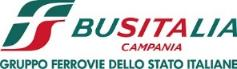 BUSITALIA
CAMPANIA
GRUPPO FERROVIE DELLO STATO ITALIANE